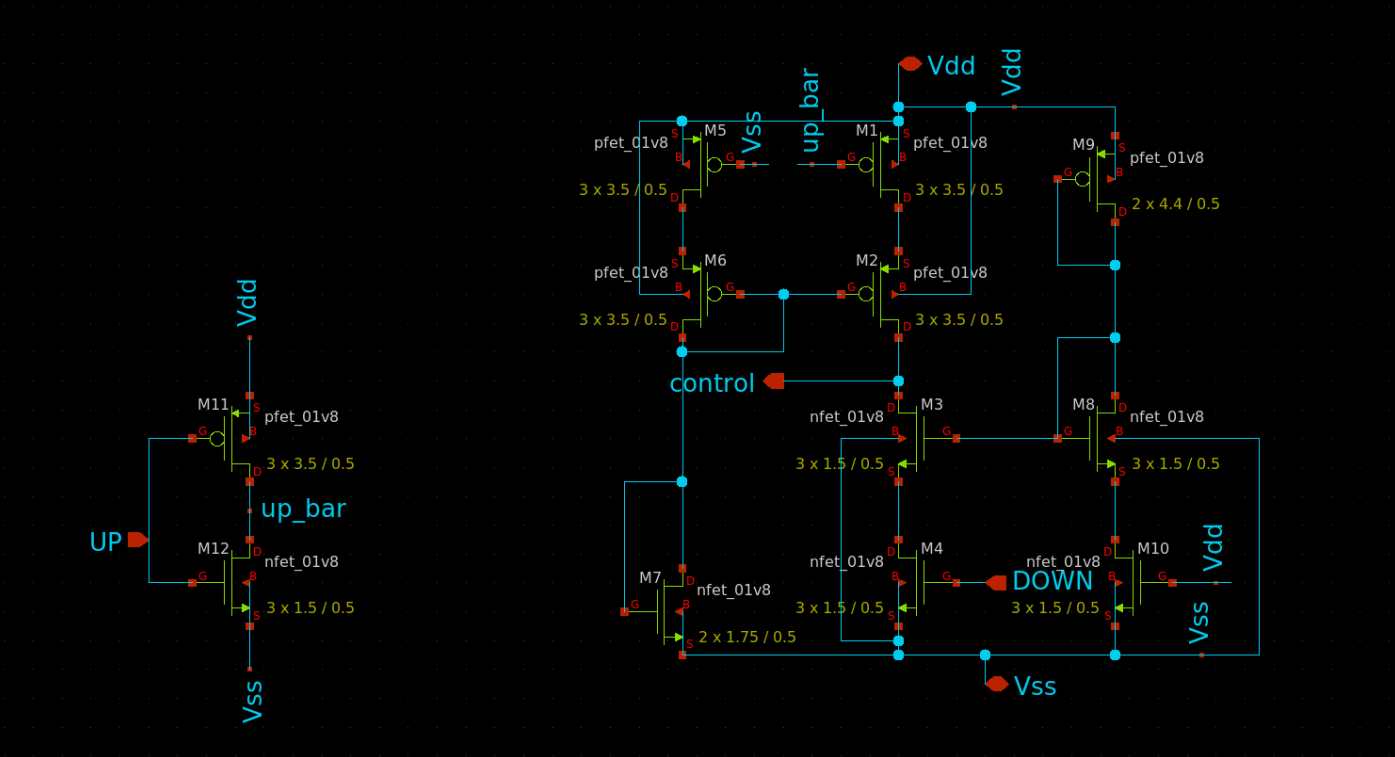 Vdd
Vdd
up_bar
Vss
S
M5
pfet_01v8
B
G
3 x 3.5 / 0.5
D
M1
S
pfet_01v8
G
B
3 x 3.5 / 0.5
D
M9
S
pfet_01v8
G
B
2 x 4.4 / 0.5
D
S
M6
pfet_01v8
B
G
3 x 3.5 / 0.5
D
M2
S
pfet_01v8
G
B
3 x 3.5 / 0.5
D
control
Vdd
M11
S
pfet_01v8
G
B
3 x 3.5 / 0.5
D
up_bar
UP
M12
D
nfet_01v8
G
B
3 x 1.5 / 0.5
S
Vss
D
M3
nfet_01v8
B
G
3 x 1.5 / 0.5
S
M8
D
nfet_01v8
G
B
3 x 1.5 / 0.5
S
M7
D
nfet_01v8
G
B
2 x 1.75 / 0.5
S
D
M4
nfet_01v8
B
G
DOWN
3 x 1.5 / 0.5
S
D
M10
nfet_01v8
B
G
Vdd
3 x 1.5 / 0.5
S
Vss
Vss